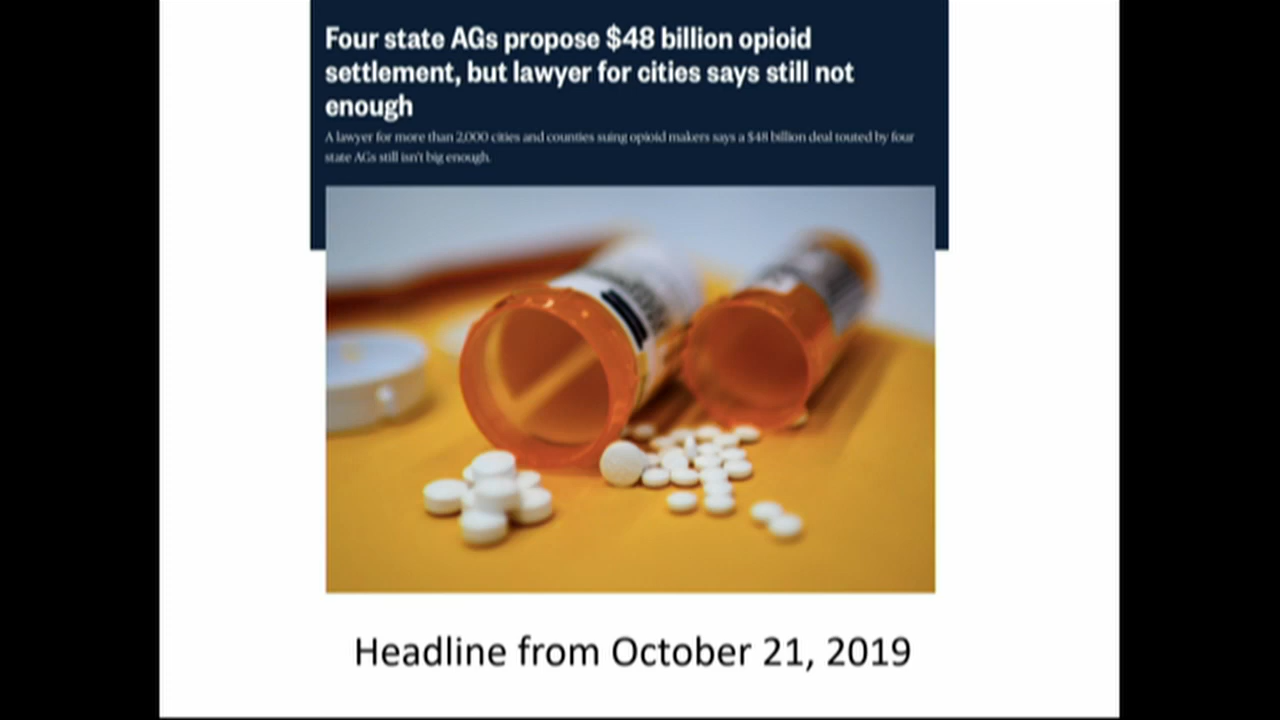 Four state AGs propose $48 billion opioid
settlement, but lawyer for cities says still not
enough
A lawyer for more than 2,000 cities and counties suing opioid makers says a $48 billion deal touted by four
state AGs still isn't big enough.
Headline from October 21, 2019